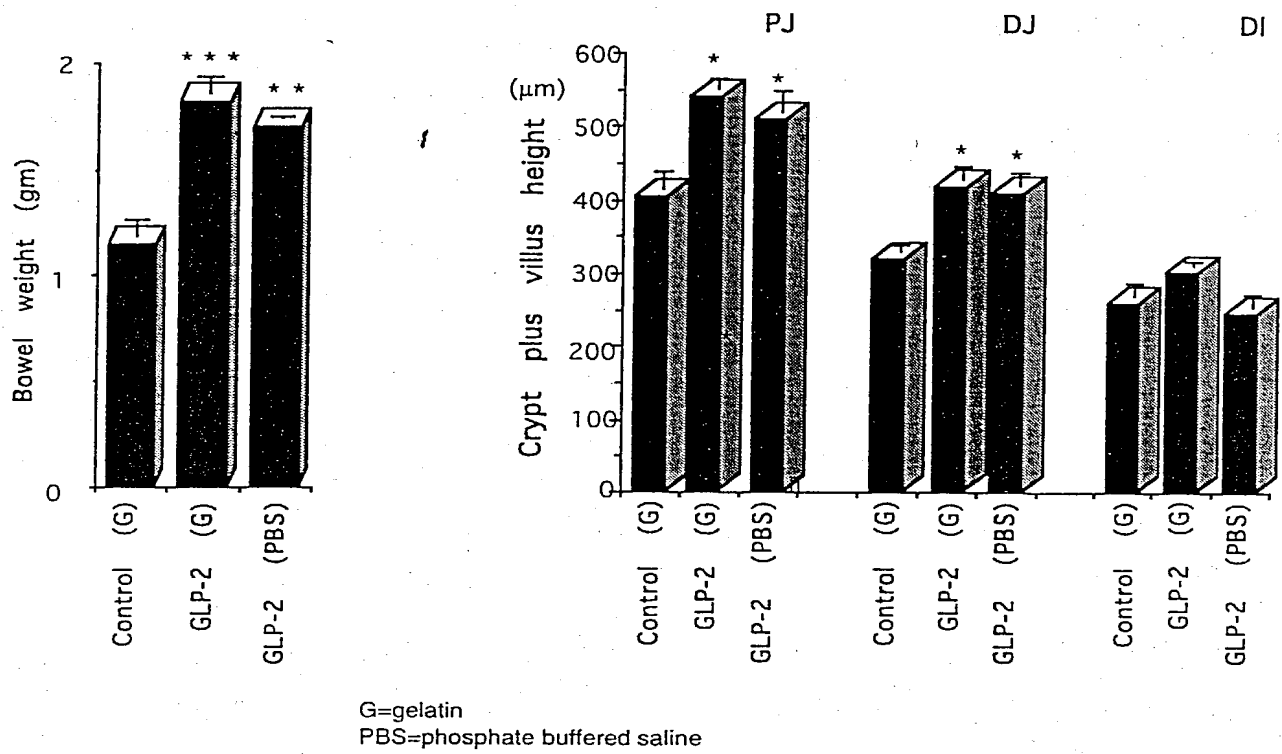 Bowel weight (gm)
2
1
0
* * *
* *
Control (G)
GLP-2 (G)
GLP-2 (PBS)
PJ
DJ
DI
Crypt plus villus height (μm)
600
500
400
300
200
100
0
*
*
*
*
Control (G)
GLP-2 (G)
GLP-2 (PBS)
Control (G)
GLP-2 (G)
GLP-2 (PBS)
Control (G)
GLP-2 (G)
GLP-2 (PBS)
G=gelatin
PBS=phosphate buffered saline